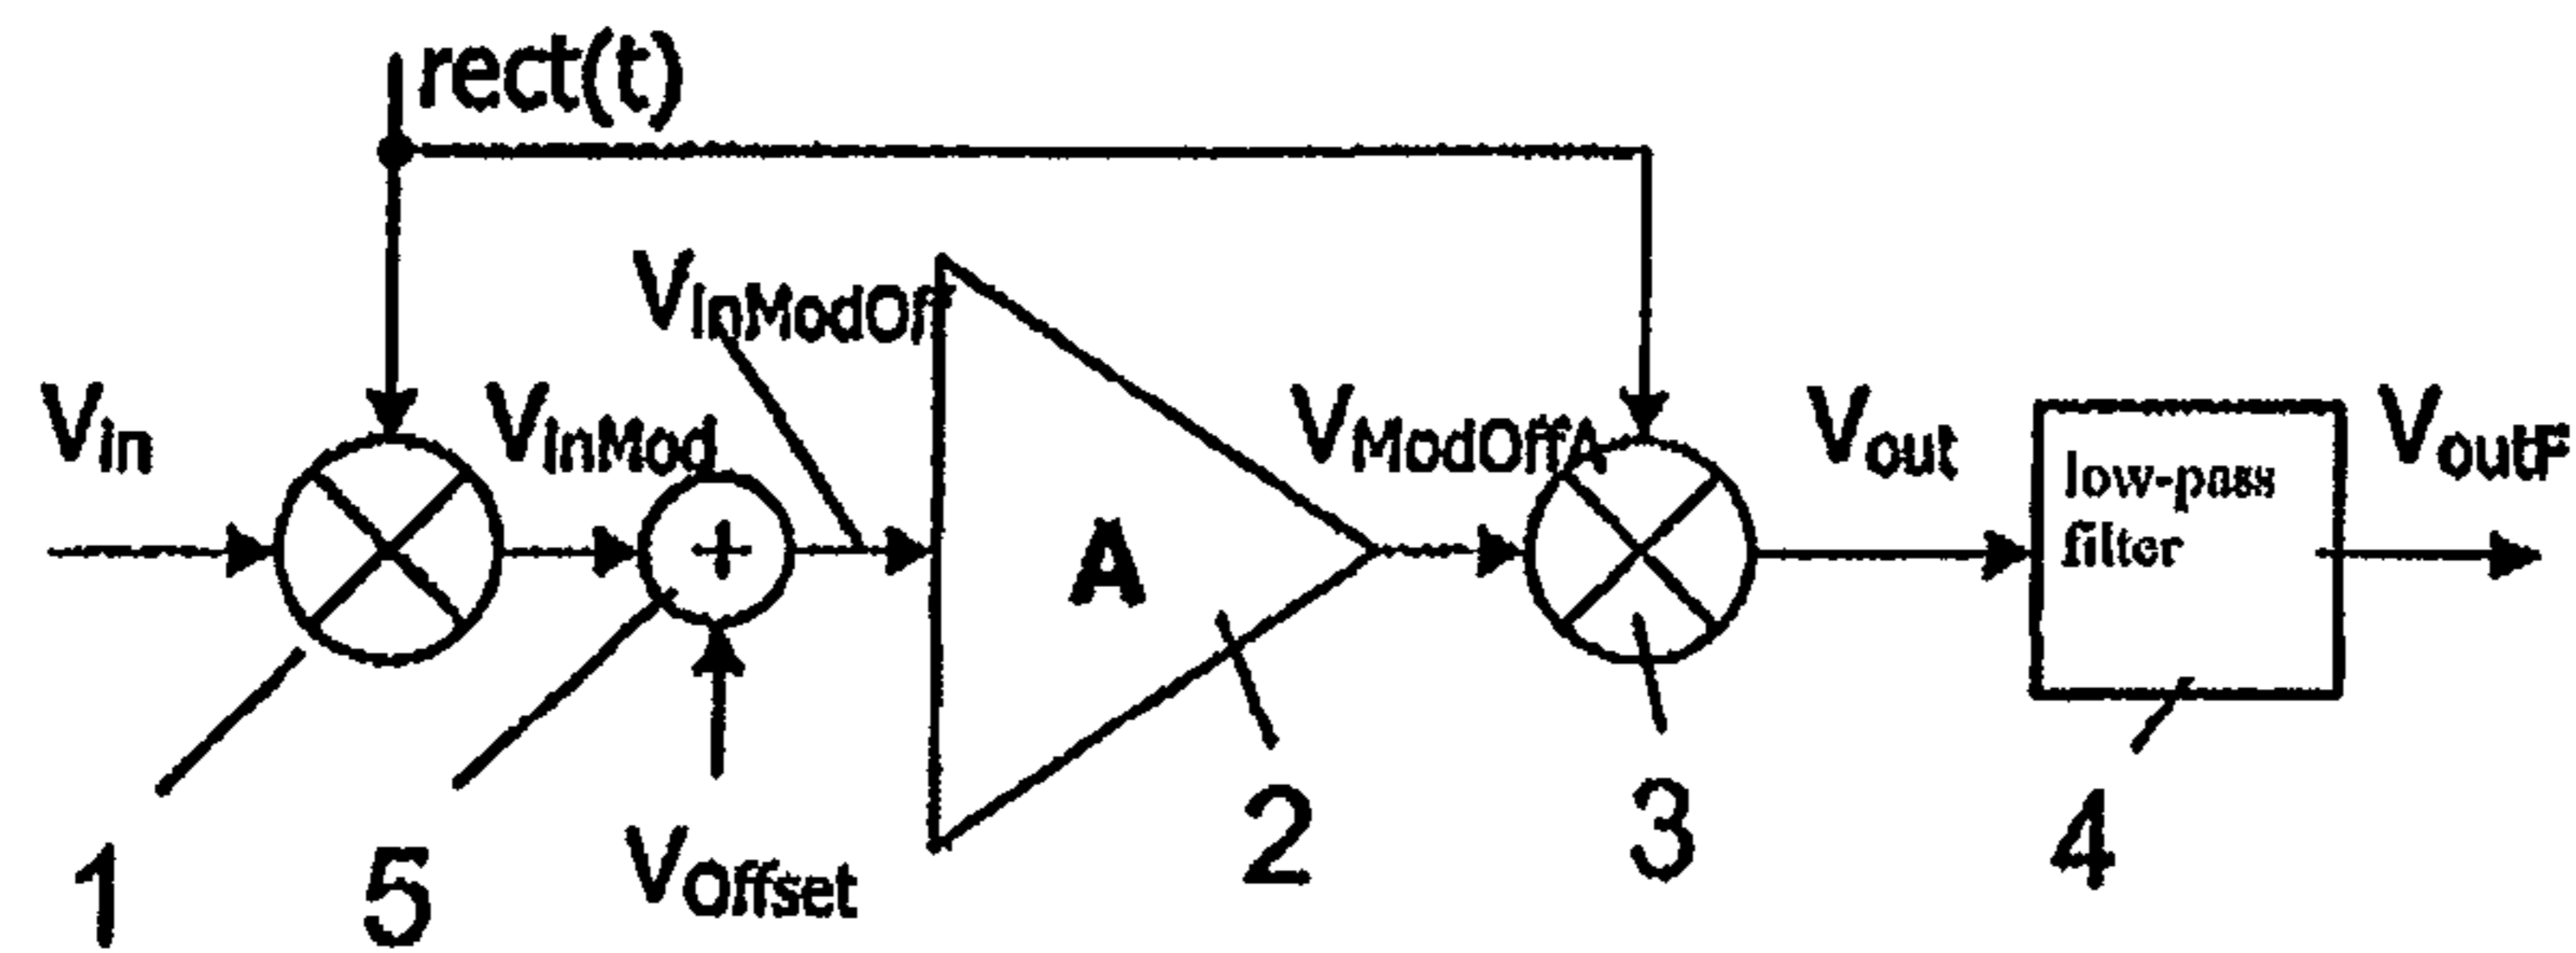 rect(t)
VInModOff
Vin
VInMod
VModOffA
Vout
low-pass
filter
VoutF
A
VOffset
1
5
2
3
4